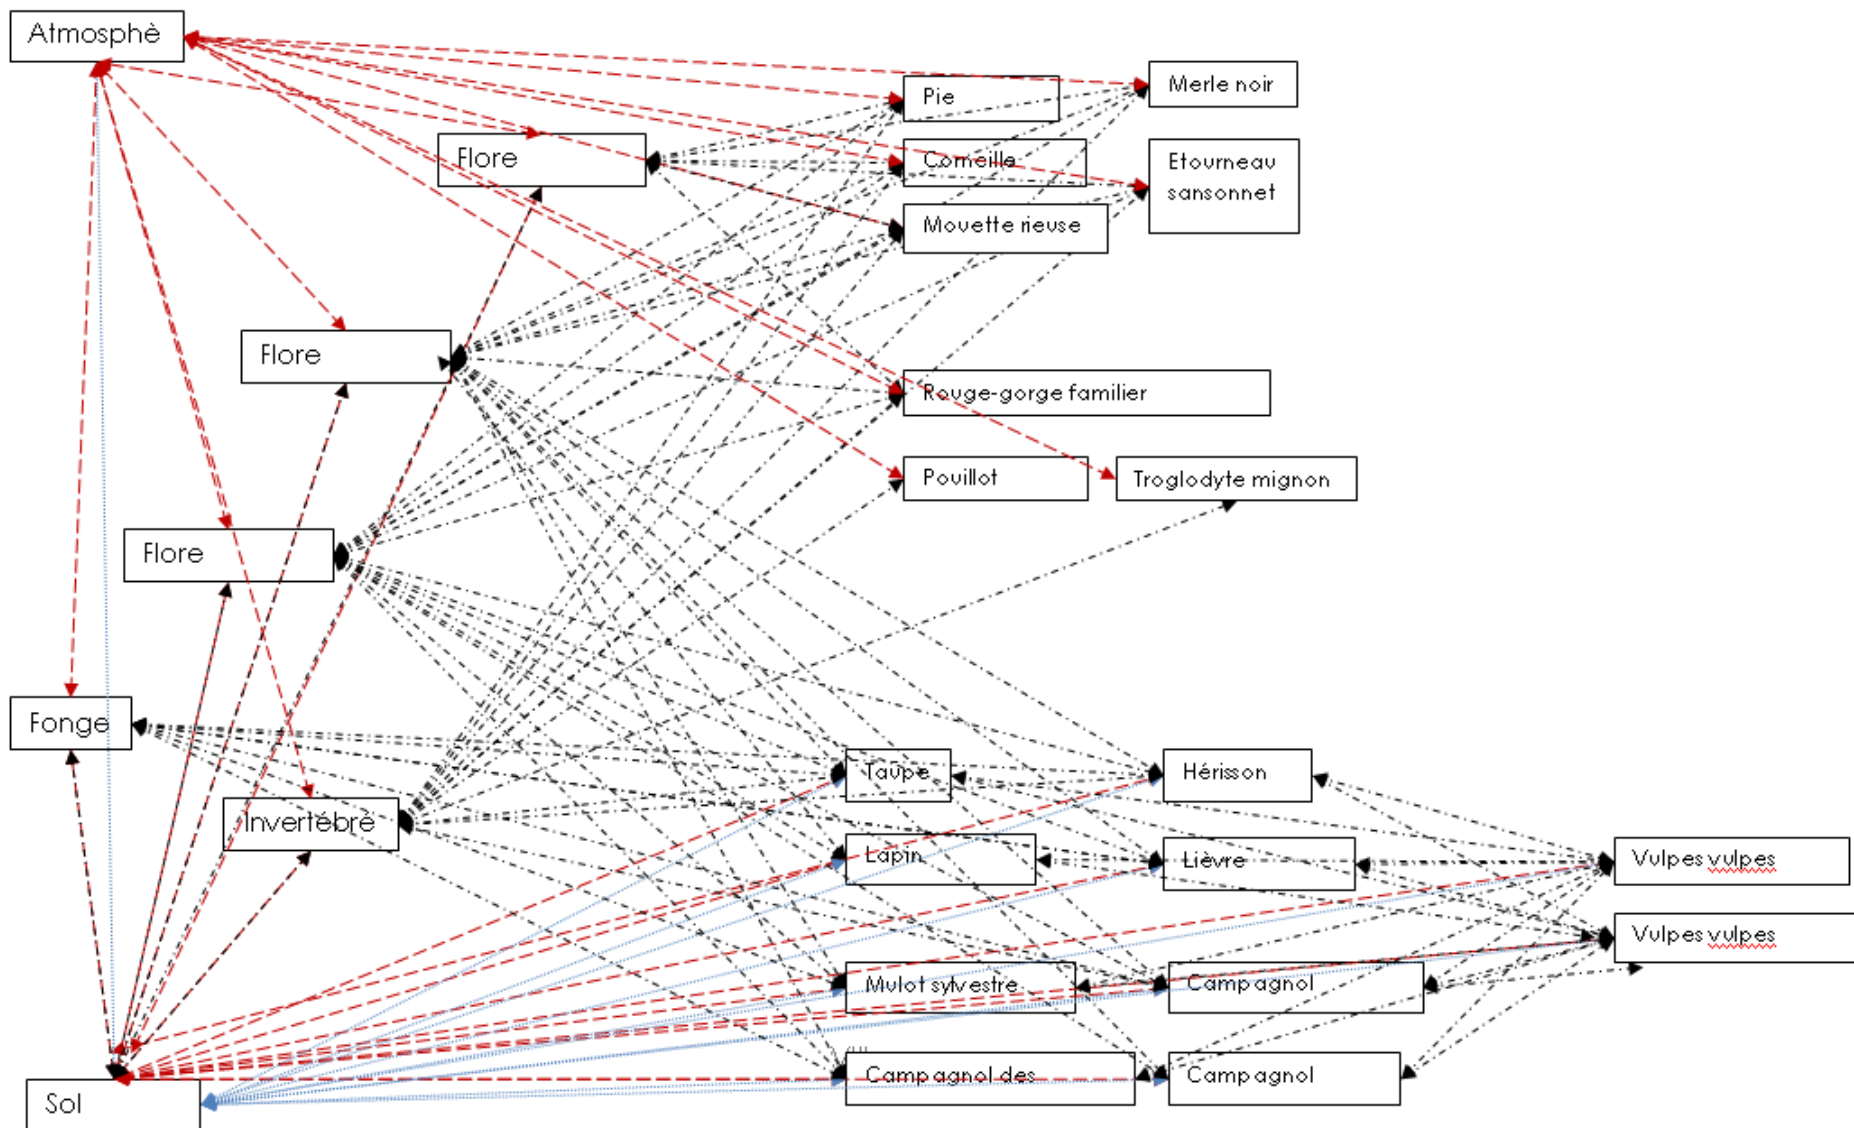 Atmosphè
Merle noir
Pie
Flore
Corneille
Etourneau
sansonnet
Mouette rieuse
Flore
Rouge-gorge familier
Pouillot
Troglodyte mignon
Flore
Fonge
Taupe
Hérisson
Invertébrè
Lapin
Lièvre
Vulpes vulpes
Vulpes vulpes
Mulot sylvestre
Campagnol
Campagnol des
Campagnol
Sol